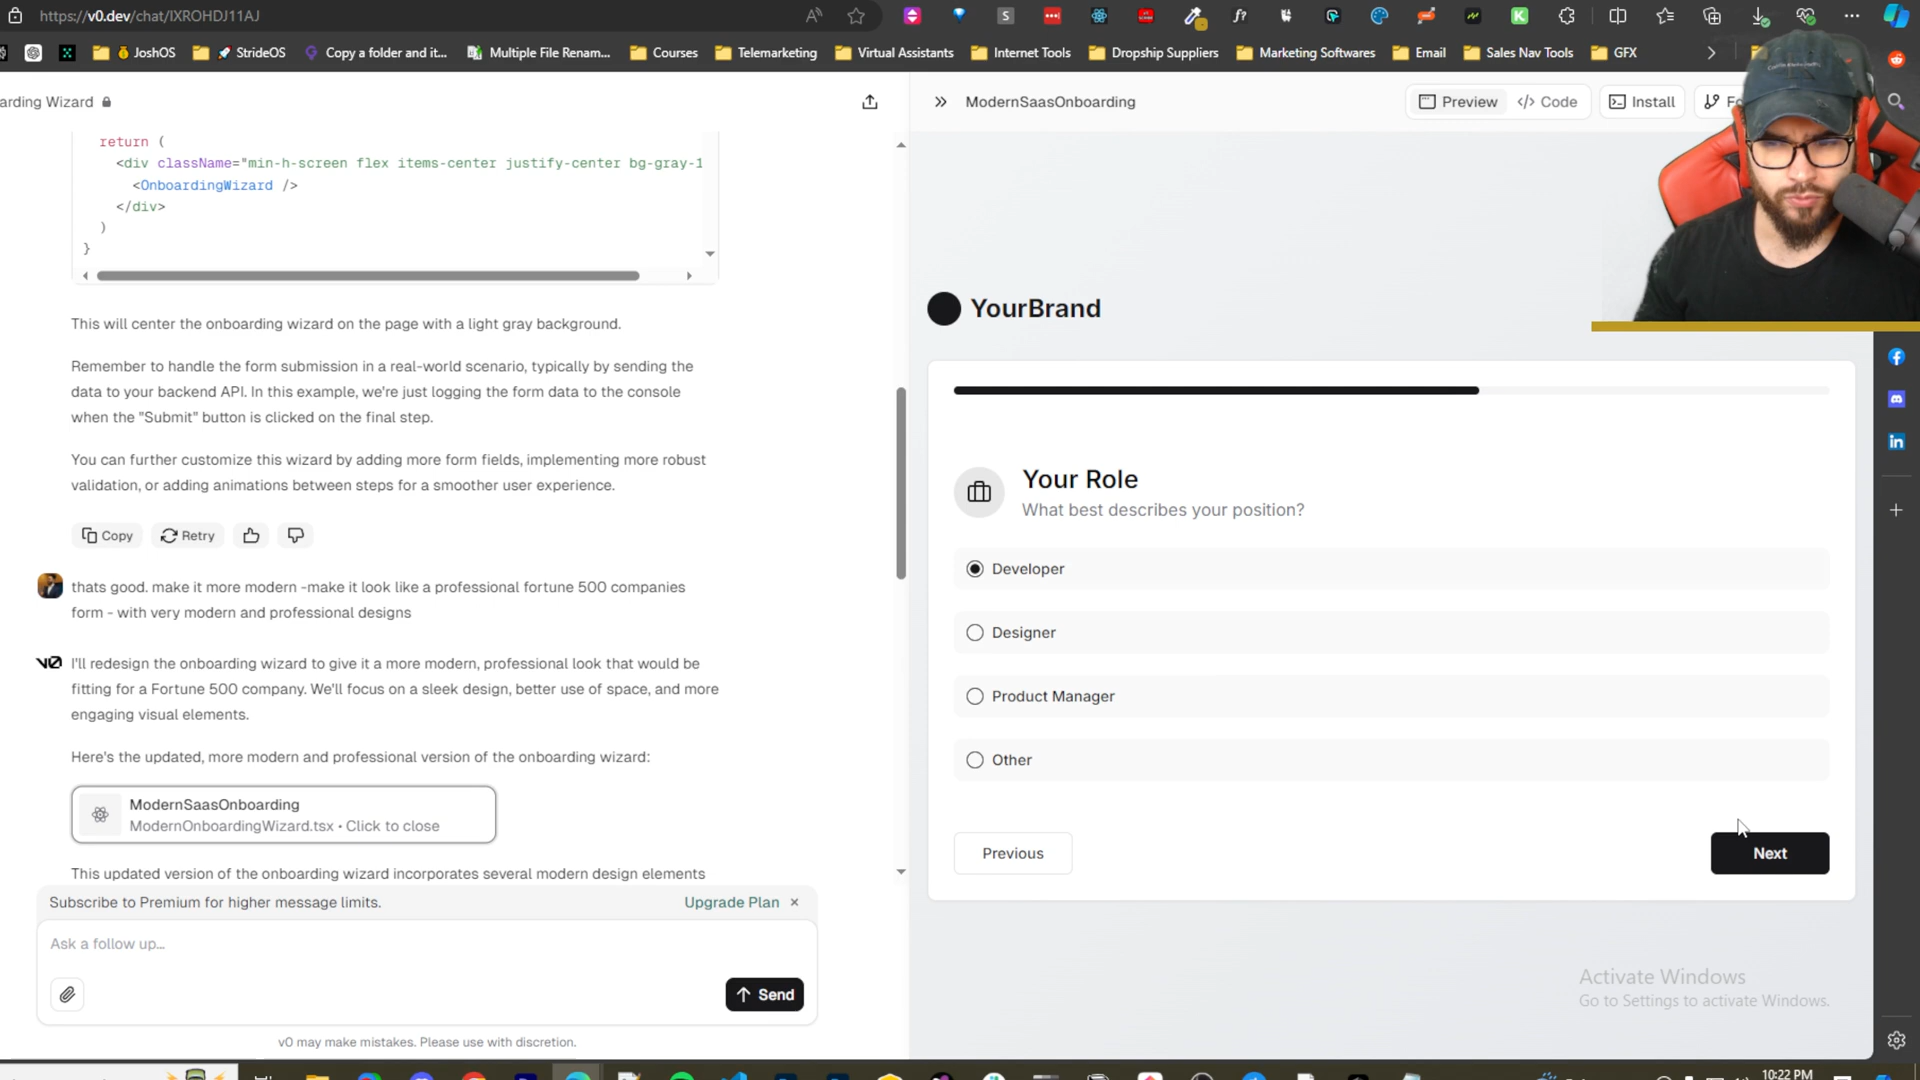 https://v0.dev/chat/IXROHDJ11AJ
JoshOS
StrideOS
Copy a folder and it...
Multiple File Renam...
Courses
Telemarketing
Virtual Assistants
Internet Tools
Dropship Suppliers
Marketing Softwares
Email
Sales Nav Tools
GFX
arding Wizard
ModernSaasOnboarding
Preview
</> Code
Install
return (
<div className="min-h-screen flex items-center justify-center bg-gray-1
<OnboardingWizard />
</div>
)
}
This will center the onboarding wizard on the page with a light gray background.
Remember to handle the form submission in a real-world scenario, typically by sending the
data to your backend API. In this example, we're just logging the form data to the console
when the "Submit" button is clicked on the final step.
You can further customize this wizard by adding more form fields, implementing more robust
validation, or adding animations between steps for a smoother user experience.
Copy
Retry
thats good. make it more modern -make it look like a professional fortune 500 companies
form - with very modern and professional designs
v0
I'll redesign the onboarding wizard to give it a more modern, professional look that would be
fitting for a Fortune 500 company. We'll focus on a sleek design, better use of space, and more
engaging visual elements.
Here's the updated, more modern and professional version of the onboarding wizard:
ModernSaasOnboarding
ModernOnboardingWizard.tsx • Click to close
This updated version of the onboarding wizard incorporates several modern design elements
Subscribe to Premium for higher message limits.
Upgrade Plan ×
Ask a follow up...
Send
v0 may make mistakes. Please use with discretion.
YourBrand
Your Role
What best describes your position?
Developer
Designer
Product Manager
Other
Previous
Next
Activate Windows
Go to Settings to activate Windows.
10:22 PM